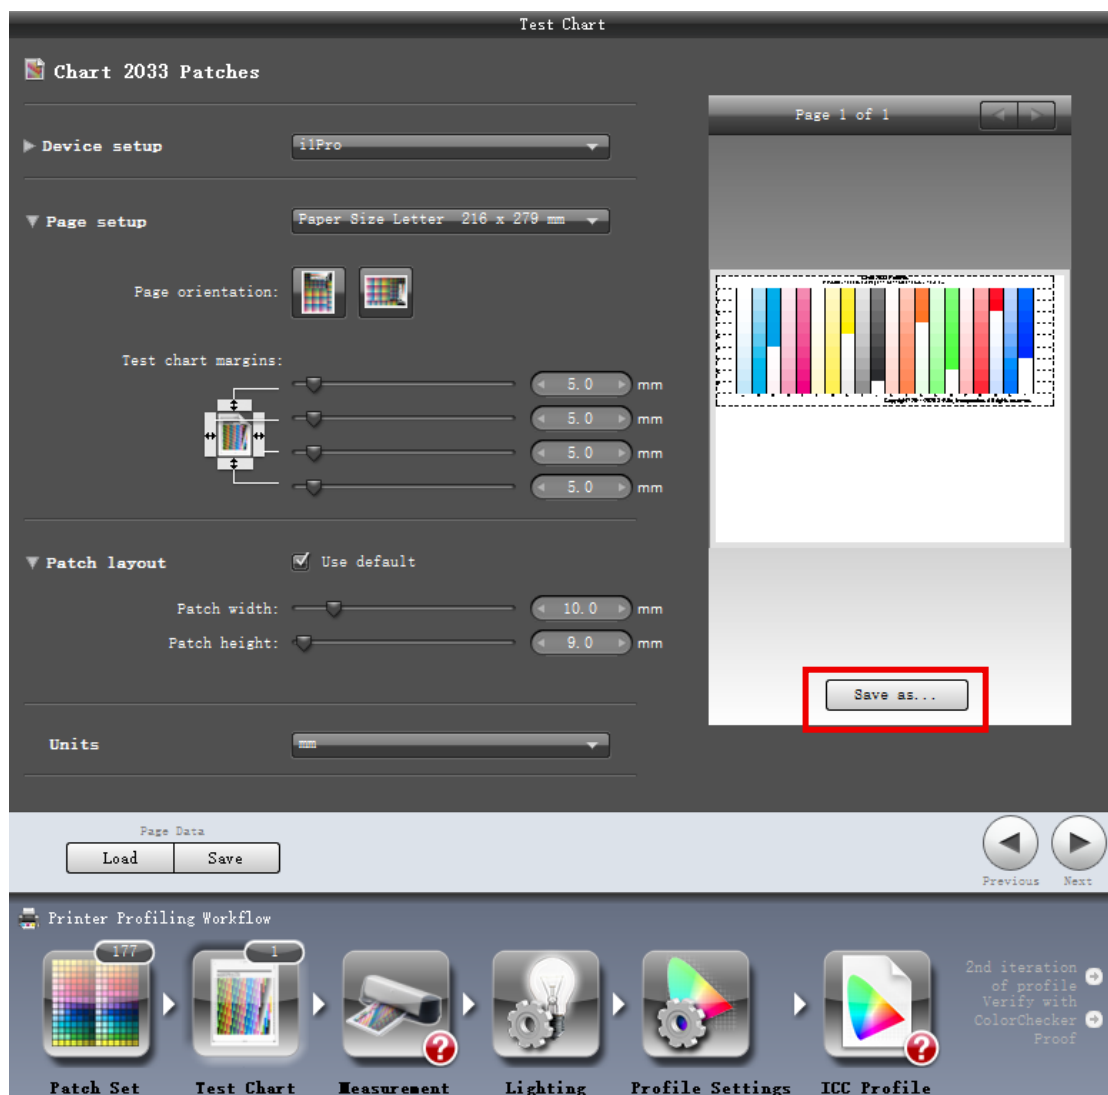 Test Chart
Chart 2033 Patches
Page 1 of 1
Device setup
i1Pro
Page setup
Paper Size Letter 216 x 279 mm
Page orientation:
Test chart margins:
5.0 mm
5.0 mm
5.0 mm
5.0 mm
Patch layout
Use default
Patch width:
10.0 mm
Patch height:
9.0 mm
Save as...
Units
mm
Page Data
Load
Save
Previous
Next
Printer Profiling Workflow
177
1
2nd iteration
of profile
Verify with
ColorChecker
Proof
?
?
Patch Set
Test Chart
Measurement
Lighting
Profile Settings
ICC Profile